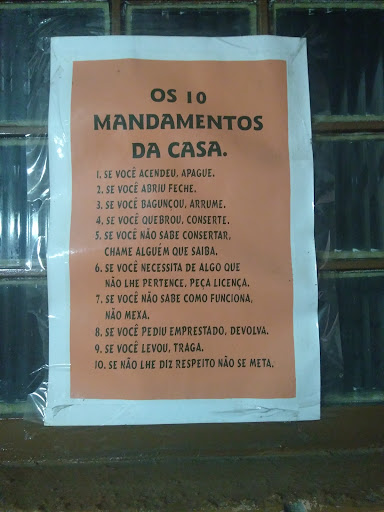 OS 10
MANDAMENTOS
DA CASA.
1. SE VOCÊ ACENDEU, APAGUE.
2. SE VOCÊ ABRIU FECHE.
3. SE VOCÊ BAGUNÇOU, ARRUME.
4. SE VOCÊ QUEBROU, CONSERTE.
5. SE VOCÊ NÃO SABE CONSERTAR,
CHAME ALGUÉM QUE SAIBA.
6. SE VOCÊ NECESSITA DE ALGO QUE
NÃO LHE PERTENCE, PEÇA LICENÇA.
7. SE VOCÊ NÃO SABE COMO FUNCIONA,
NÃO MEXA.
8. SE VOCÊ PEDIU EMPRESTADO, DEVOLVA.
9. SE VOCÊ LEVOU, TRAGA.
10. SE NÃO LHE DIZ RESPEITO NÃO SE META.